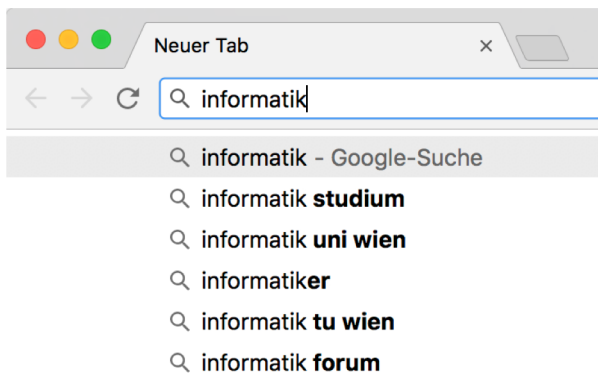 Neuer Tab
informatik
informatik - Google-Suche
informatik studium
informatik uni wien
informatiker
informatik tu wien
informatik forum